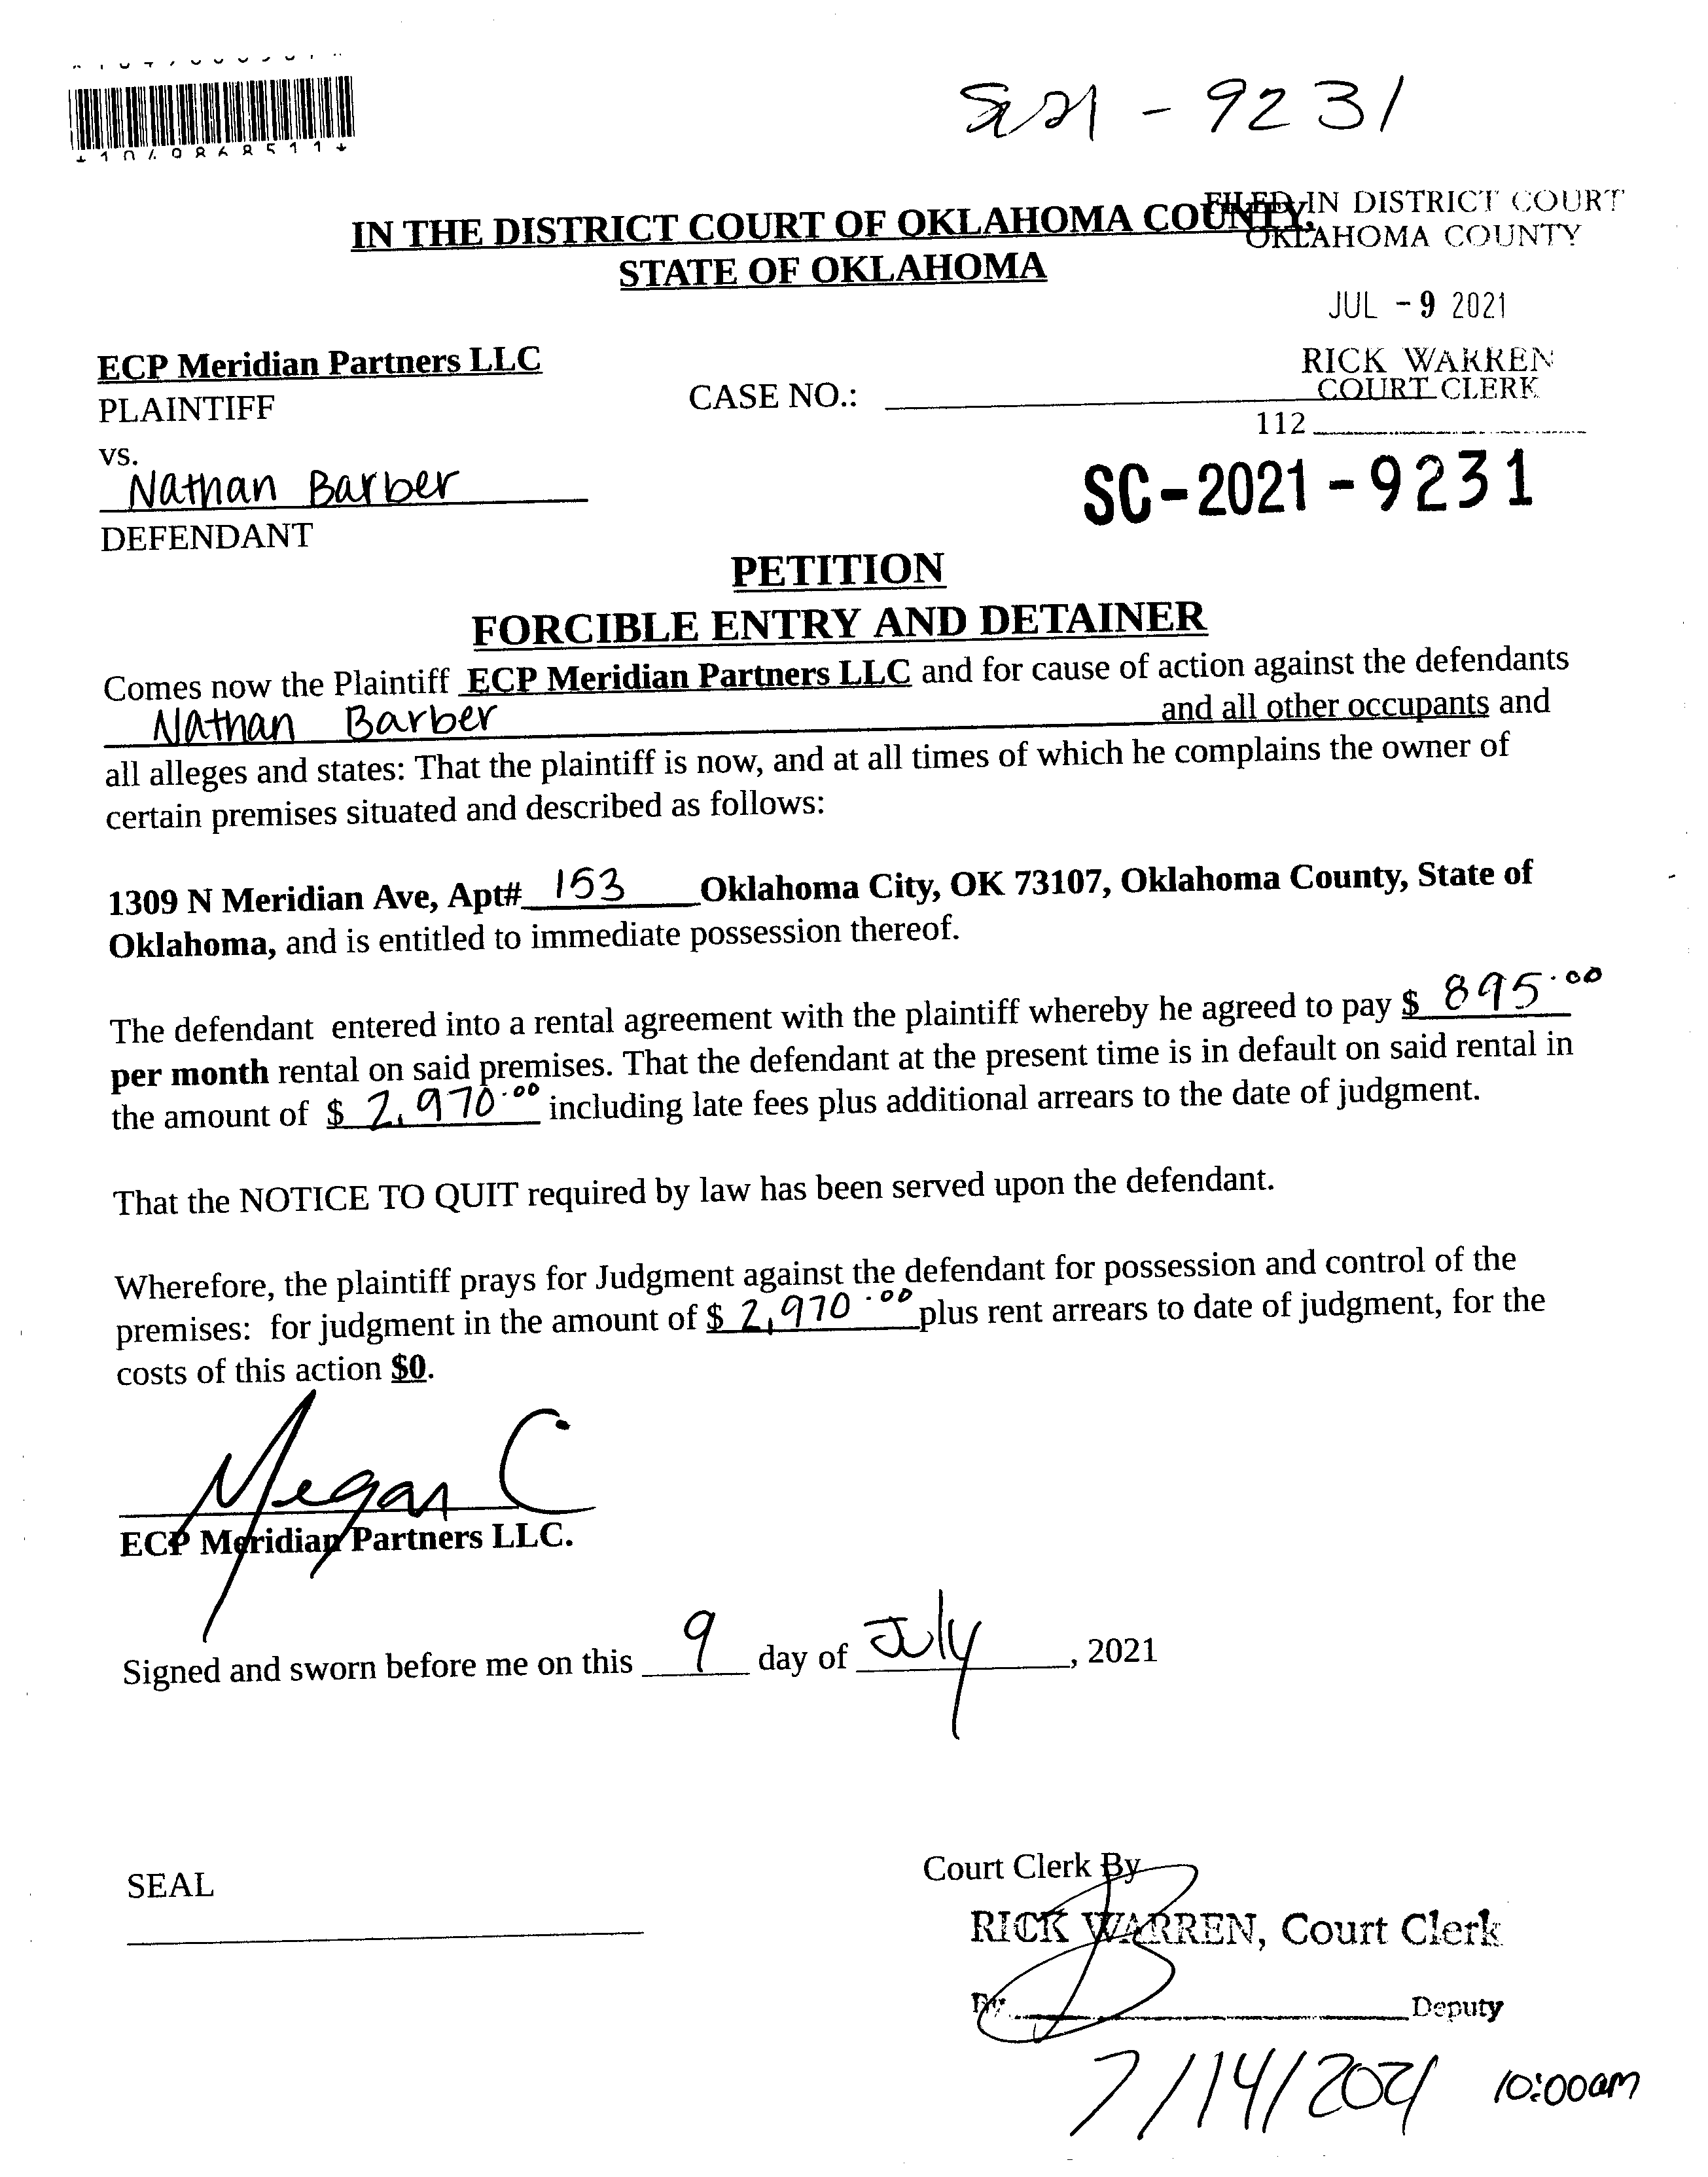 *1049868511*
SC21 - 9231
IN THE DISTRICT COURT OF OKLAHOMA COUNTY,
STATE OF OKLAHOMA
FILED IN DISTRICT COURT
OKLAHOMA COUNTY
JUL - 9 2021
RICK WARREN
COURT CLERK
112
ECP Meridian Partners LLC
PLAINTIFF
CASE NO.:
vs.
Nathan Barber
DEFENDANT
SC-2021-9231
PETITION
FORCIBLE ENTRY AND DETAINER
Comes now the Plaintiff ECP Meridian Partners LLC and for cause of action against the defendants
Nathan Barber and all other occupants and
all alleges and states: That the plaintiff is now, and at all times of which he complains the owner of
certain premises situated and described as follows:
1309 N Meridian Ave, Apt# 153 Oklahoma City, OK 73107, Oklahoma County, State of
Oklahoma, and is entitled to immediate possession thereof.
The defendant entered into a rental agreement with the plaintiff whereby he agreed to pay $ 895.00
per month rental on said premises. That the defendant at the present time is in default on said rental in
the amount of $ 2,970.00 including late fees plus additional arrears to the date of judgment.
That the NOTICE TO QUIT required by law has been served upon the defendant.
Wherefore, the plaintiff prays for Judgment against the defendant for possession and control of the
premises: for judgment in the amount of $ 2,970.00 plus rent arrears to date of judgment, for the
costs of this action $0.
Megan C
ECP Meridian Partners LLC.
Signed and sworn before me on this 9 day of July, 2021
SEAL
Court Clerk By
RICK WARREN, Court Clerk
By Deputy
7/14/2021 10:00am